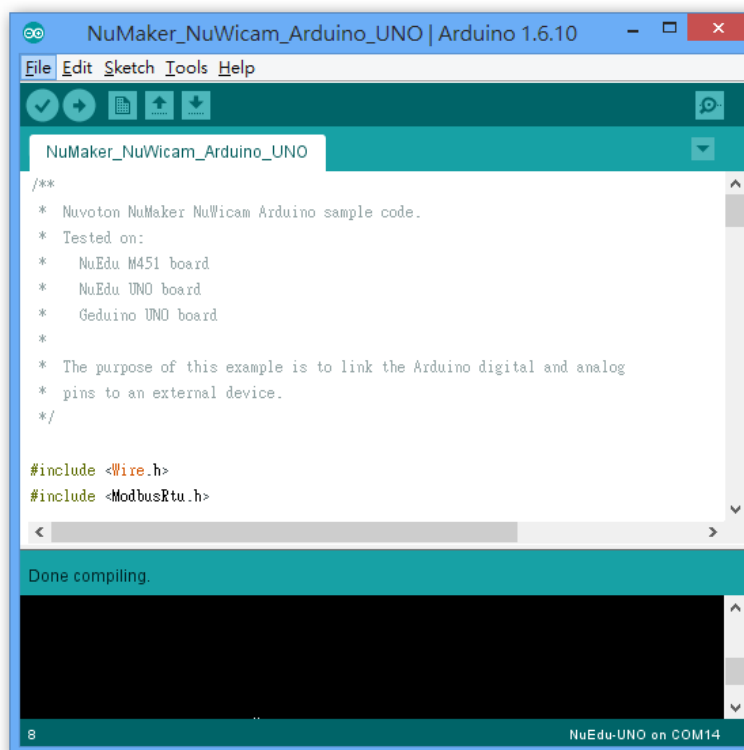 NuMaker_NuWicam_Arduino_UNO | Arduino 1.6.10
File Edit Sketch Tools Help
NuMaker_NuWicam_Arduino_UNO
/**
* Nuvoton NuMaker NuWicam Arduino sample code.
* Tested on:
* NuEdu M451 board
* NuEdu UNO board
* Geduino UNO board
*
* The purpose of this example is to link the Arduino digital and analog
* pins to an external device.
*/
#include <Wire.h>
#include <ModbusRtu.h>
Done compiling.
8 NuEdu-UNO on COM14